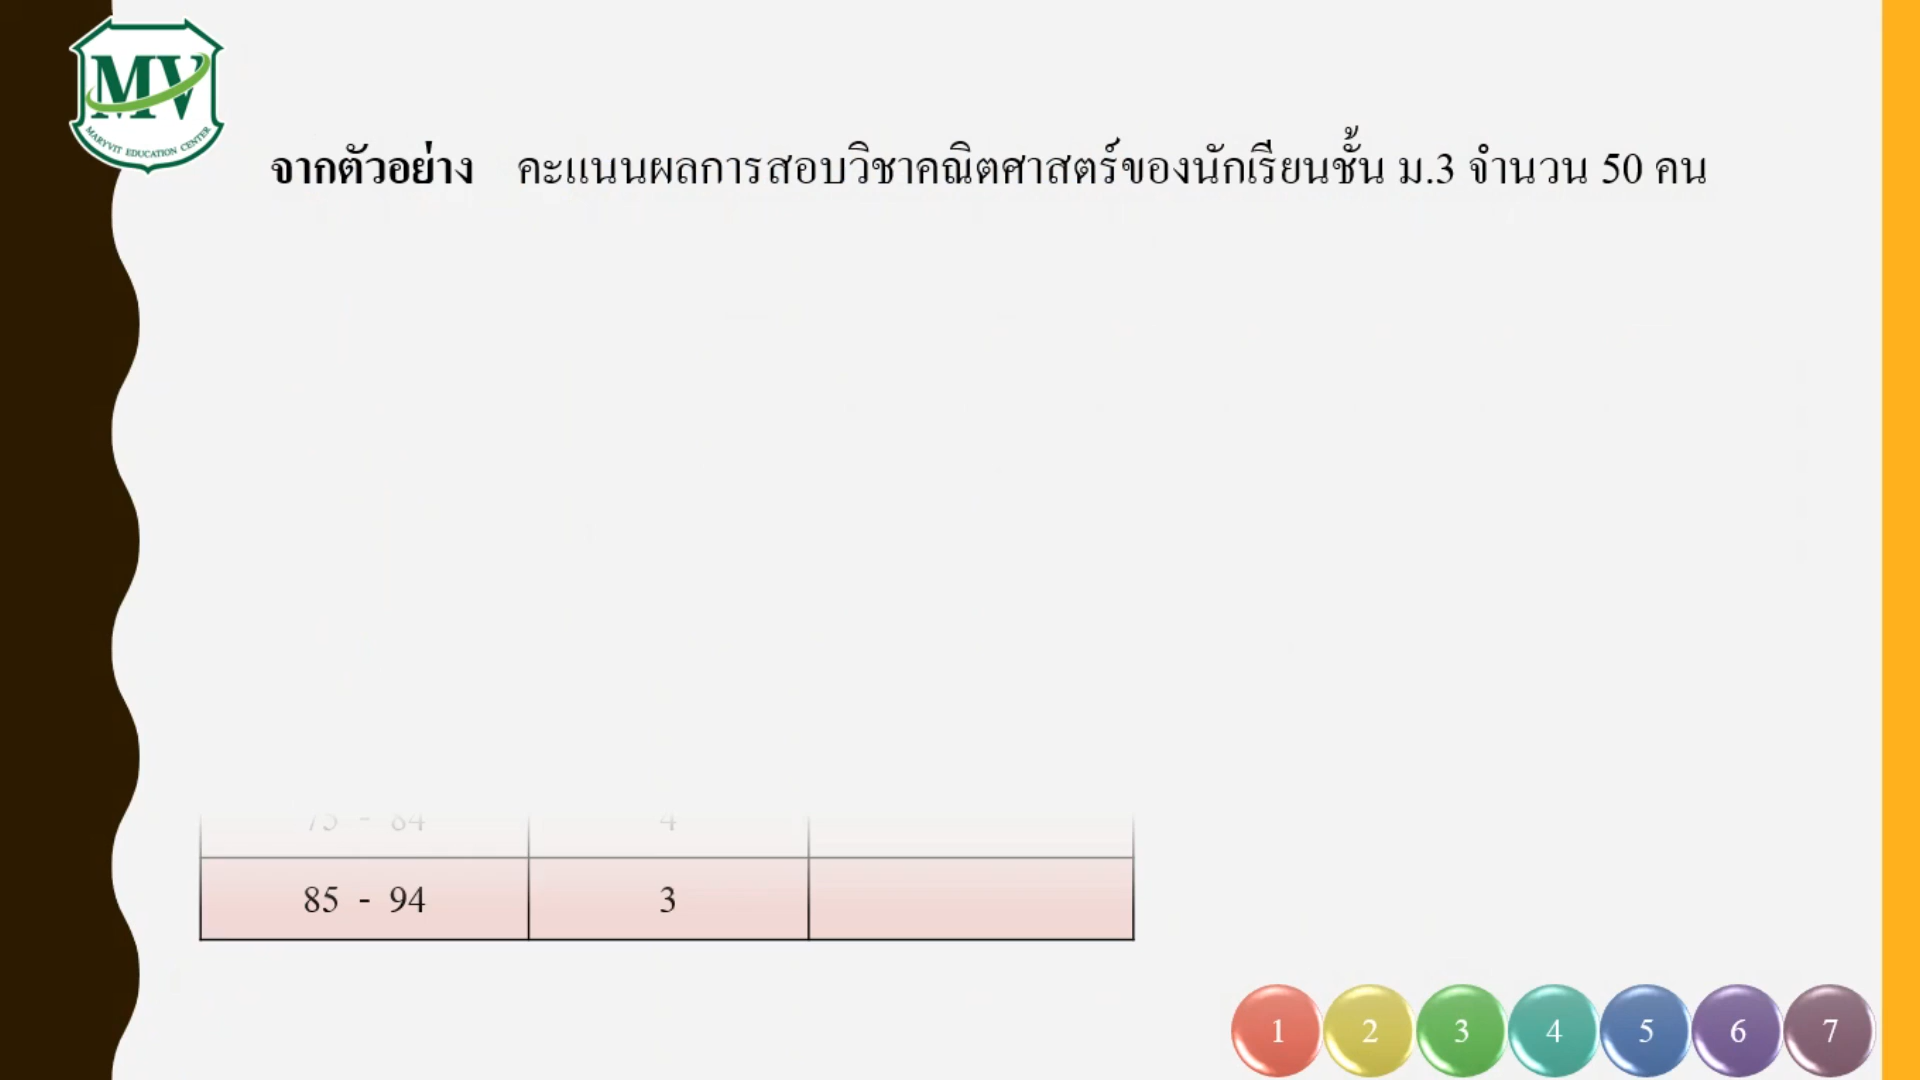 MV
MARYVIT EDUCATION CENTER
จากตัวอย่าง คะแนนผลการสอบวิชาคณิตศาสตร์ของนักเรียนชั้น ม.3 จำนวน 50 คน
75 - 84 4
85 - 94 3
1 2 3 4 5 6 7